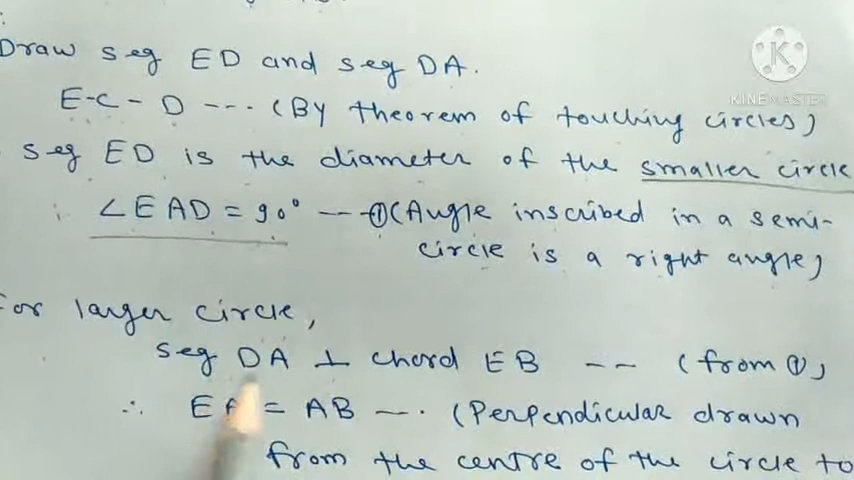 Draw seg ED and seg DA.
E-C-D --- (By theorem of touching circles)
seg ED is the diameter of the smaller circle
∠EAD = 90° --- ① (Angle inscribed in a semi-
circle is a right angle)
For larger circle,
seg DA ⊥ chord EB -- (from ①)
∴ EA = AB --. (Perpendicular drawn
from the centre of the circle to
KINEMASTER